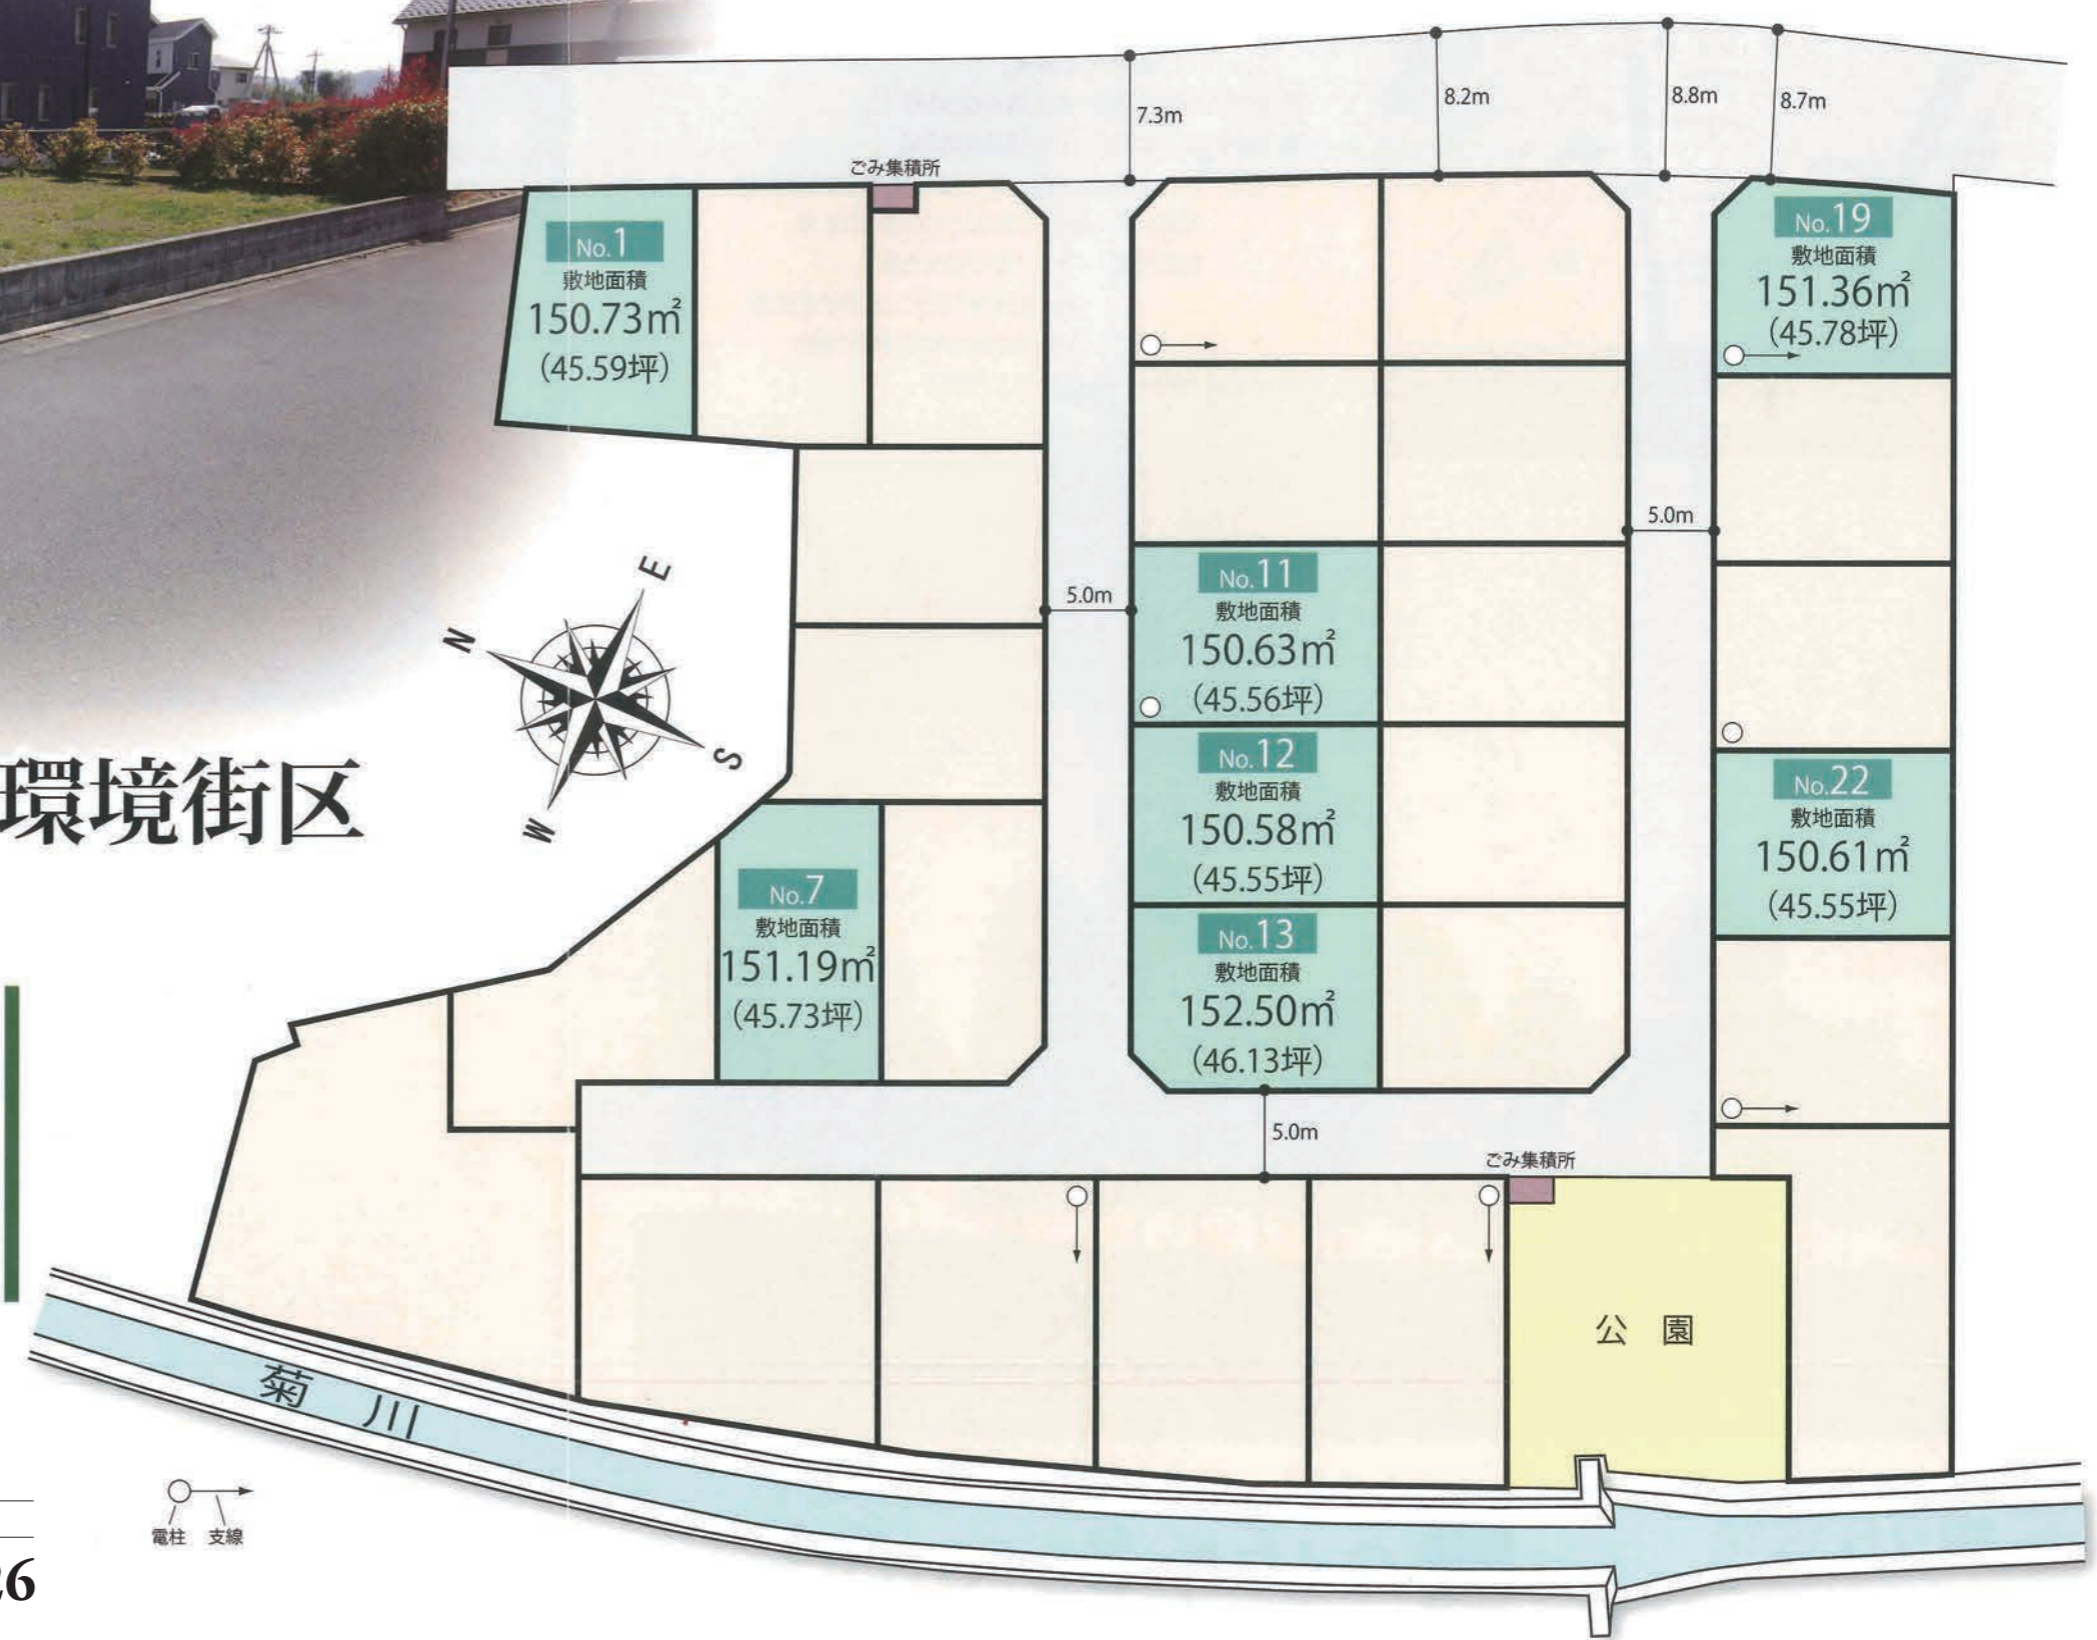 7.3m
8.2m
8.8m
8.7m
ごみ集積所
No.1
敷地面積
150.73㎡
(45.59坪)
No.19
敷地面積
151.36㎡
(45.78坪)
5.0m
5.0m
No.11
敷地面積
150.63㎡
(45.56坪)
N
E
S
W
環境街区
No.12
敷地面積
150.58㎡
(45.55坪)
No.22
敷地面積
150.61㎡
(45.55坪)
No.7
敷地面積
151.19㎡
(45.73坪)
No.13
敷地面積
152.50㎡
(46.13坪)
5.0m
ごみ集積所
公園
菊川
電柱 支線
26